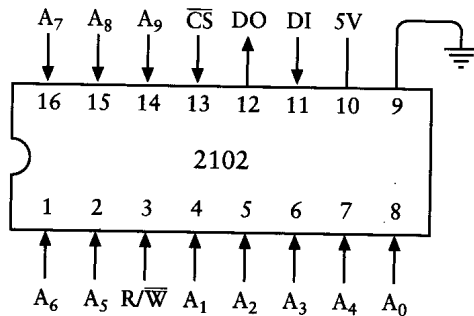 A₇ A₈ A₉ C̅S̅ DO DI 5V
16 15 14 13 12 11 10 9
2102
1 2 3 4 5 6 7 8
A₆ A₅ R/W̅ A₁ A₂ A₃ A₄ A₀